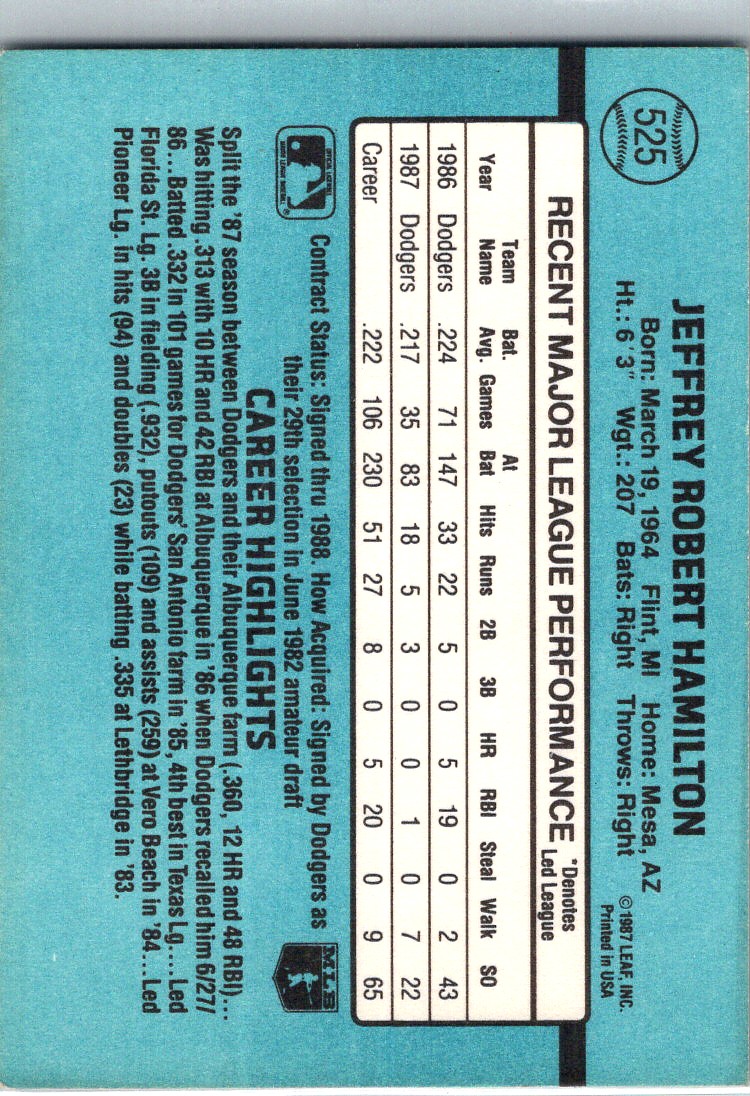 525
JEFFREY ROBERT HAMILTON
Born: March 19, 1964 Flint, MI Home: Mesa, AZ
Ht.: 6'3" Wgt.: 207 Bats: Right Throws: Right
©1987 LEAF, INC.
Printed in USA
RECENT MAJOR LEAGUE PERFORMANCE *Denotes Led League
Year Team Name Bat. Avg. Games At Bat Hits Runs 2B 3B HR RBI Steal Walk SO
1986 Dodgers .224 71 147 33 22 5 0 5 19 0 2 43
1987 Dodgers .217 35 83 18 5 3 0 0 1 0 7 22
Career .222 106 230 51 27 8 0 5 20 0 9 65
Contract Status: Signed thru 1988. How Acquired: Signed by Dodgers as
their 29th selection in June 1982 amateur draft
MLB
CAREER HIGHLIGHTS
Split the '87 season between Dodgers and their Albuquerque farm (.360, 12 HR and 48 RBI)...
Was hitting .313 with 10 HR and 42 RBI at Albuquerque in '86 when Dodgers recalled him 6/27/
86...Batted .332 in 101 games for Dodgers' San Antonio farm in '85, 4th best in Texas Lg....Led
Florida St. Lg. 3B in fielding (.932), putouts (109) and assists (259) at Vero Beach in '84...Led
Pioneer Lg. in hits (94) and doubles (23) while batting .335 at Lethbridge in '83.